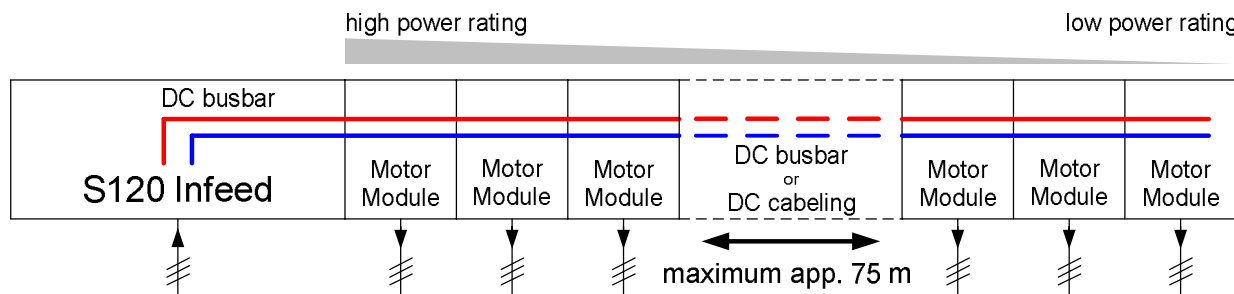 high power rating
low power rating
DC busbar
S120 Infeed
Motor
Module
Motor
Module
Motor
Module
DC busbar
or
DC cabeling
Motor
Module
Motor
Module
Motor
Module
maximum app. 75 m